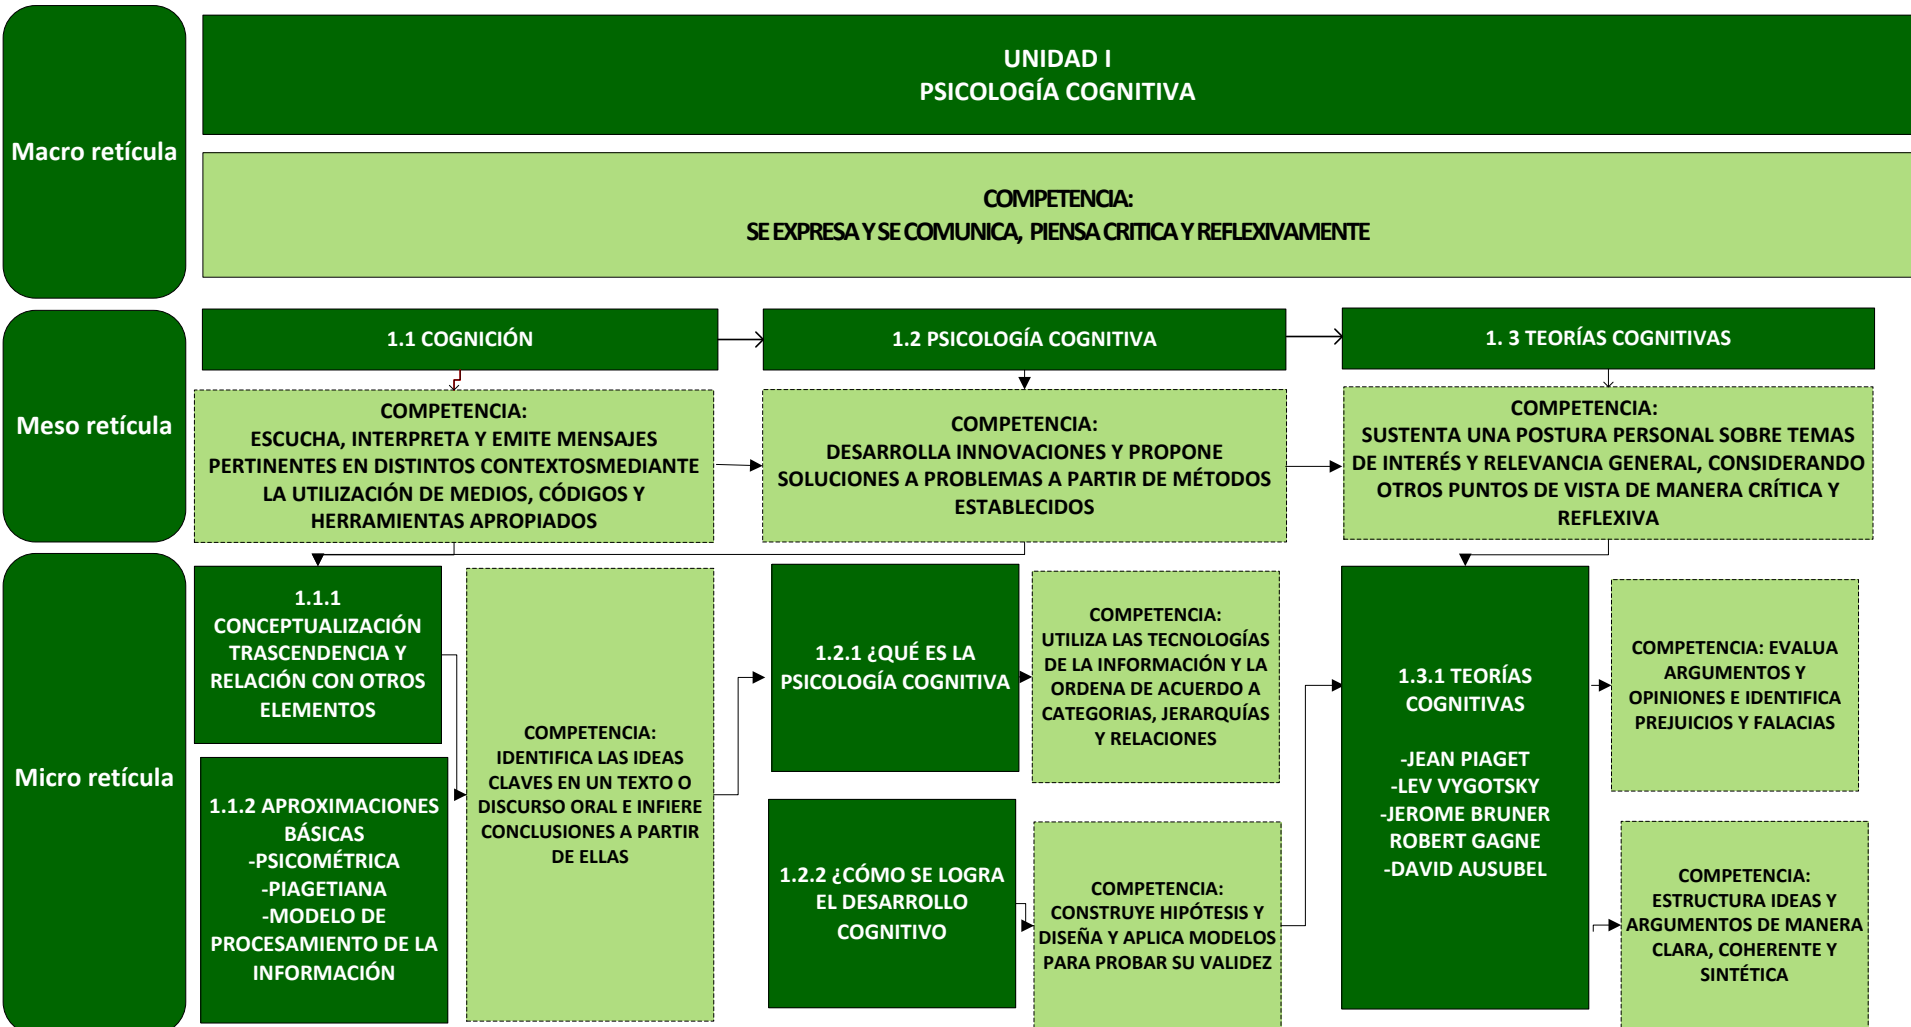 Macro retícula
UNIDAD I
PSICOLOGÍA COGNITIVA
COMPETENCIA:
SE EXPRESA Y SE COMUNICA, PIENSA CRITICA Y REFLEXIVAMENTE
Meso retícula
1.1 COGNICIÓN
1.2 PSICOLOGÍA COGNITIVA
1. 3 TEORÍAS COGNITIVAS
COMPETENCIA:
ESCUCHA, INTERPRETA Y EMITE MENSAJES
PERTINENTES EN DISTINTOS CONTEXTOSMEDIANTE
LA UTILIZACIÓN DE MEDIOS, CÓDIGOS Y
HERRAMIENTAS APROPIADOS
COMPETENCIA:
DESARROLLA INNOVACIONES Y PROPONE
SOLUCIONES A PROBLEMAS A PARTIR DE MÉTODOS
ESTABLECIDOS
COMPETENCIA:
SUSTENTA UNA POSTURA PERSONAL SOBRE TEMAS
DE INTERÉS Y RELEVANCIA GENERAL, CONSIDERANDO
OTROS PUNTOS DE VISTA DE MANERA CRÍTICA Y
REFLEXIVA
Micro retícula
1.1.1
CONCEPTUALIZACIÓN
TRASCENDENCIA Y
RELACIÓN CON OTROS
ELEMENTOS
1.1.2 APROXIMACIONES
BÁSICAS
-PSICOMÉTRICA
-PIAGETIANA
-MODELO DE
PROCESAMIENTO DE LA
INFORMACIÓN
COMPETENCIA:
IDENTIFICA LAS IDEAS
CLAVES EN UN TEXTO O
DISCURSO ORAL E INFIERE
CONCLUSIONES A PARTIR
DE ELLAS
1.2.1 ¿QUÉ ES LA
PSICOLOGÍA COGNITIVA
COMPETENCIA:
UTILIZA LAS TECNOLOGÍAS
DE LA INFORMACIÓN Y LA
ORDENA DE ACUERDO A
CATEGORIAS, JERARQUÍAS
Y RELACIONES
1.2.2 ¿CÓMO SE LOGRA
EL DESARROLLO
COGNITIVO
COMPETENCIA:
CONSTRUYE HIPÓTESIS Y
DISEÑA Y APLICA MODELOS
PARA PROBAR SU VALIDEZ
1.3.1 TEORÍAS
COGNITIVAS
-JEAN PIAGET
-LEV VYGOTSKY
-JEROME BRUNER
ROBERT GAGNE
-DAVID AUSUBEL
COMPETENCIA: EVALUA
ARGUMENTOS Y
OPINIONES E IDENTIFICA
PREJUICIOS Y FALACIAS
COMPETENCIA:
ESTRUCTURA IDEAS Y
ARGUMENTOS DE MANERA
CLARA, COHERENTE Y
SINTÉTICA